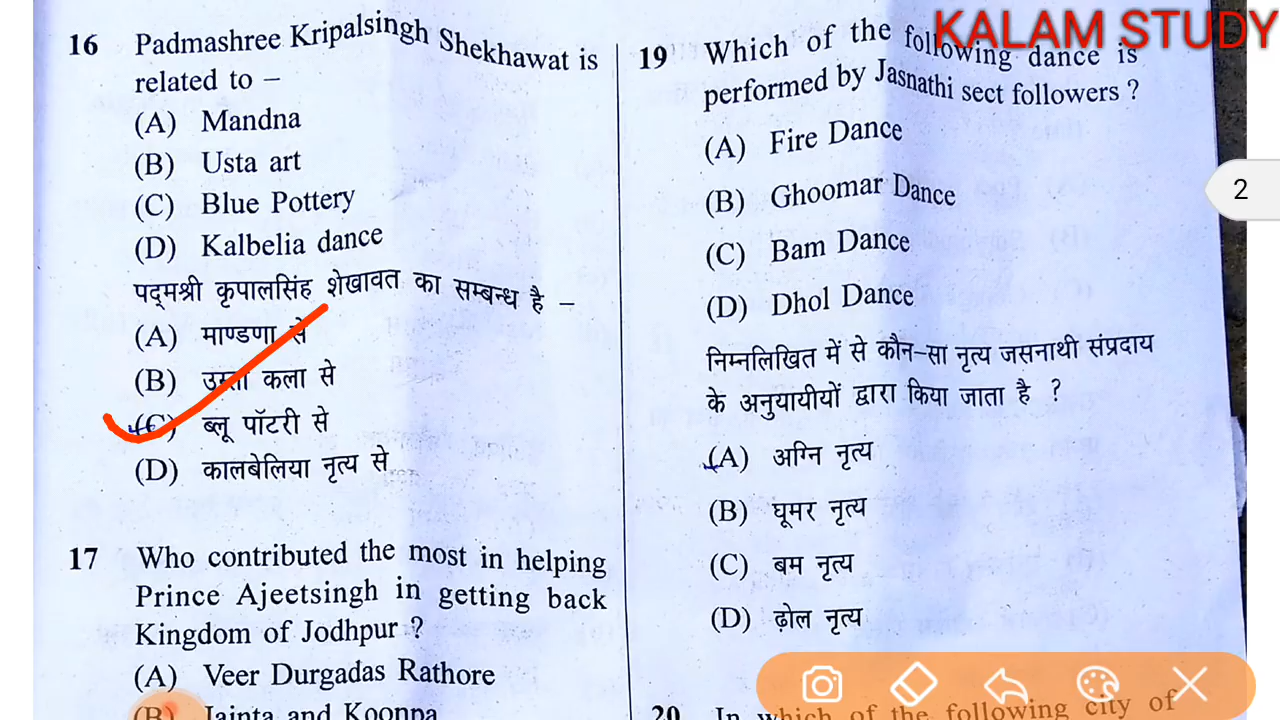 KALAM STUDY
16 Padmashree Kripalsingh Shekhawat is
related to –
(A) Mandna
(B) Usta art
(C) Blue Pottery
(D) Kalbelia dance
पद्मश्री कृपालसिंह शेखावत का सम्बन्ध है –
(A) माण्डणा से
(B) उस्ता कला से
(C) ब्लू पॉटरी से
(D) कालबेलिया नृत्य से
17 Who contributed the most in helping
Prince Ajeetsingh in getting back
Kingdom of Jodhpur ?
(A) Veer Durgadas Rathore
(B) Jainta and Koonpa
19 Which of the following dance is
performed by Jasnathi sect followers ?
(A) Fire Dance
(B) Ghoomar Dance
(C) Bam Dance
(D) Dhol Dance
निम्नलिखित में से कौन-सा नृत्य जसनाथी संप्रदाय
के अनुयायीयों द्वारा किया जाता है ?
(A) अग्नि नृत्य
(B) घूमर नृत्य
(C) बम नृत्य
(D) ढ़ोल नृत्य
20 In which of the following city of
2